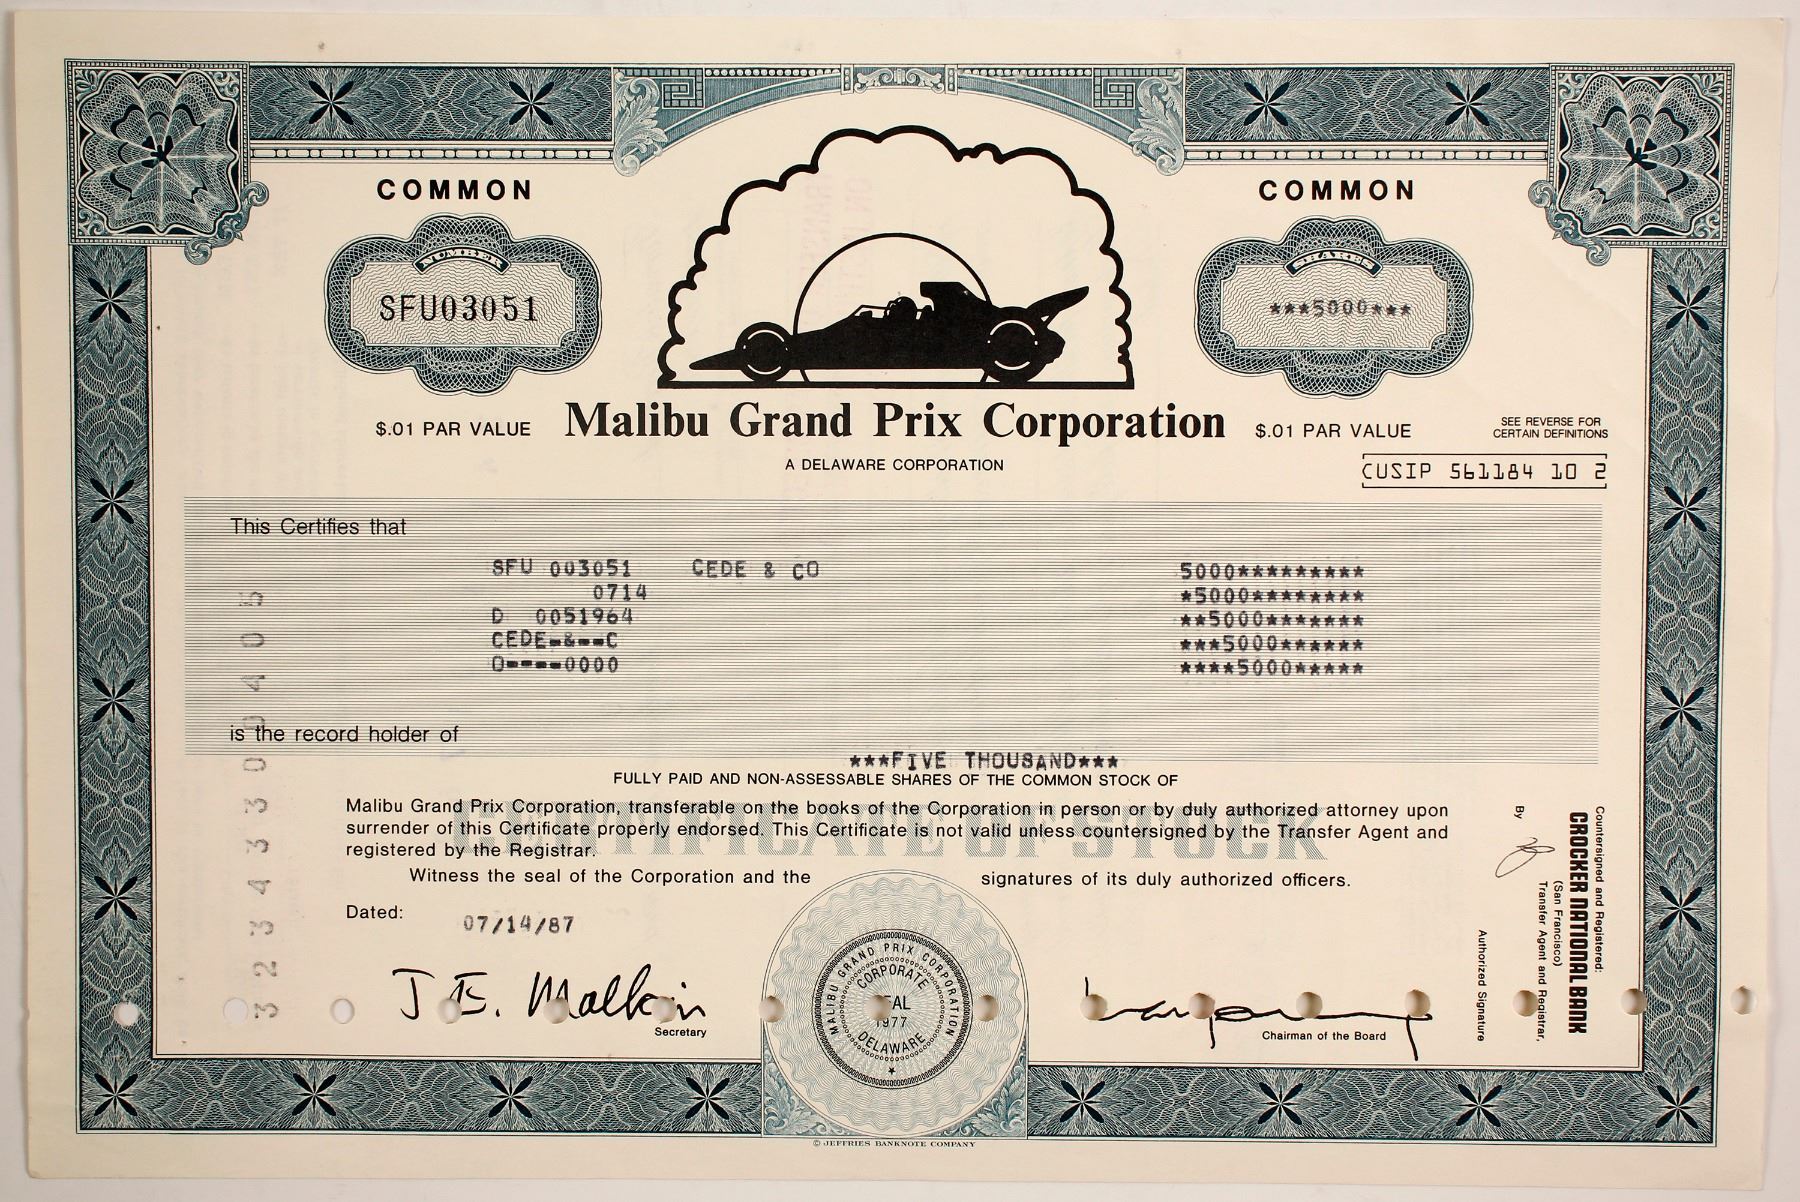 COMMON
COMMON
NUMBER
SHARES
SFU03051
***5000***
$.01 PAR VALUE
Malibu Grand Prix Corporation
$.01 PAR VALUE
SEE REVERSE FOR
CERTAIN DEFINITIONS
A DELAWARE CORPORATION
CUSIP 561184 10 2
This Certifies that
SFU 003051 CEDE & CO 5000*********
0714 *5000********
D 0051964 **5000*******
CEDE-&--C ***5000******
O----0000 ****5000*****
is the record holder of
***FIVE THOUSAND***
FULLY PAID AND NON-ASSESSABLE SHARES OF THE COMMON STOCK OF
Malibu Grand Prix Corporation, transferable on the books of the Corporation in person or by duly authorized attorney upon
surrender of this Certificate properly endorsed. This Certificate is not valid unless countersigned by the Transfer Agent and
registered by the Registrar.
CERTIFICATE OF STOCK
Witness the seal of the Corporation and the signatures of its duly authorized officers.
Dated: 07/14/87
J. B. Malkin
Secretary
MALIBU GRAND PRIX CORPORATION
CORPORATE
EAL
1977
DELAWARE
Chairman of the Board
Countersigned and Registered:
CROCKER NATIONAL BANK
(San Francisco)
Transfer Agent and Registrar,
By
Authorized Signature
© JEFFRIES BANKNOTE COMPANY